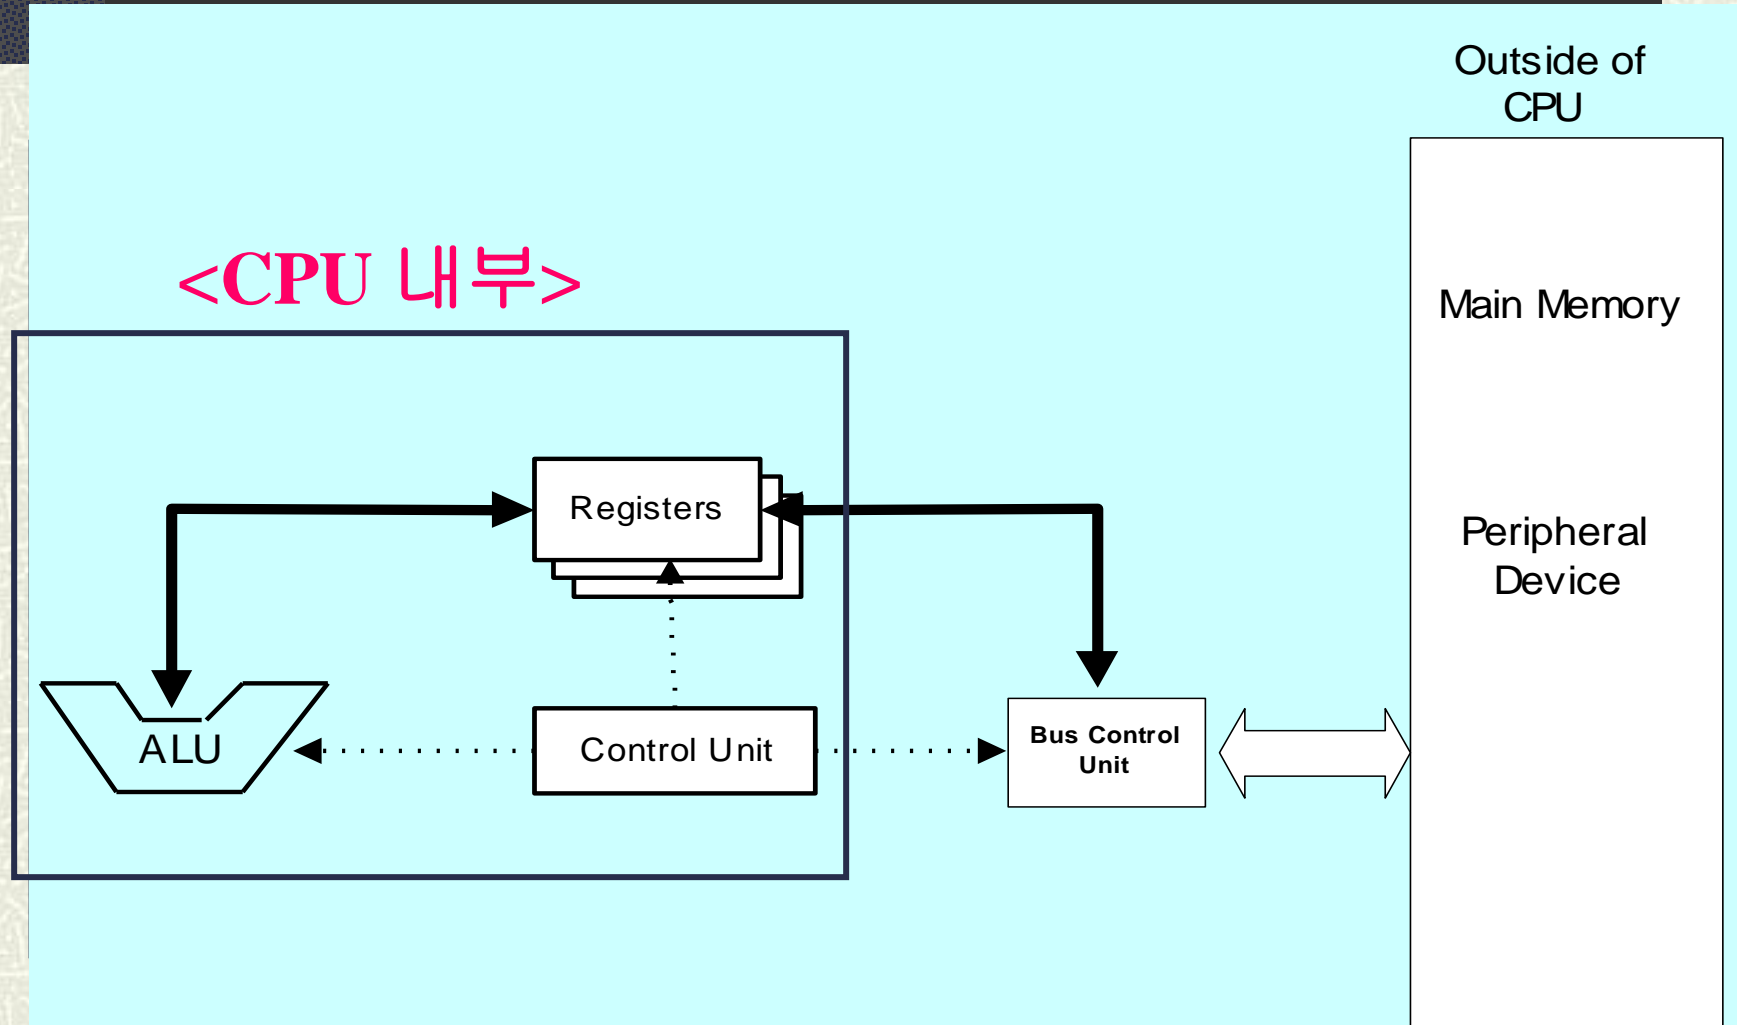 Outside of
CPU
<CPU 내부>
Main Memory
Registers
Peripheral
Device
ALU
Control Unit
Bus Control
Unit